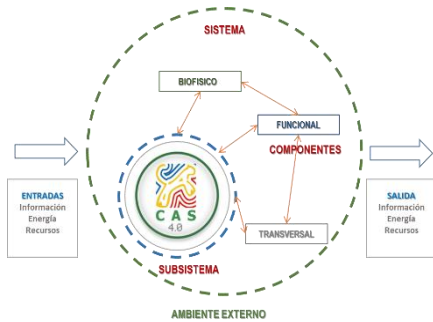 SISTEMA
BIOFISICO
FUNCIONAL
COMPONENTES
ENTRADAS
Información
Energía
Recursos
CAS
4.0
SALIDA
Información
Energía
Recursos
TRANSVERSAL
SUBSISTEMA
AMBIENTE EXTERNO